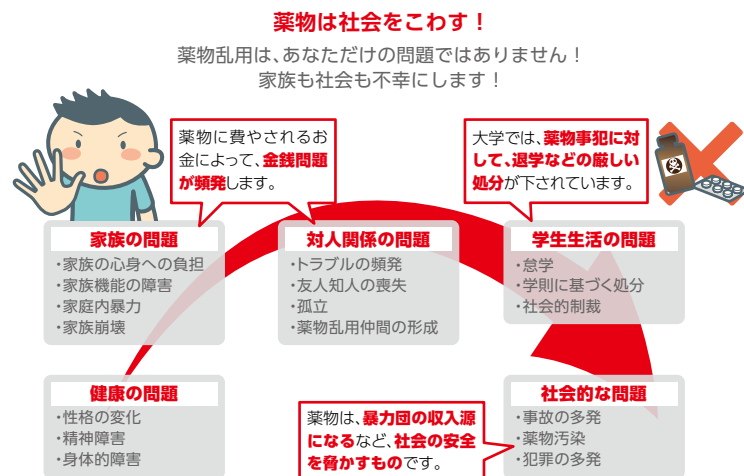 薬物は社会をこわす！
薬物乱用は、あなただけの問題ではありません！
家族も社会も不幸にします！
薬物に費やされるお
金によって、金銭問題
が頻発します。
大学では、薬物事犯に対
して、退学などの厳しい
処分が下されています。
家族の問題
・家族の心身への負担
・家族機能の障害
・家庭内暴力
・家族崩壊
対人関係の問題
・トラブルの頻発
・友人知人の喪失
・孤立
・薬物乱用仲間の形成
学生生活の問題
・怠学
・学則に基づく処分
・社会的制裁
健康の問題
・性格の変化
・精神障害
・身体的障害
薬物は、暴力団の収入源
になるなど、社会の安全
を脅かすものです。
社会的な問題
・事故の多発
・薬物汚染
・犯罪の多発